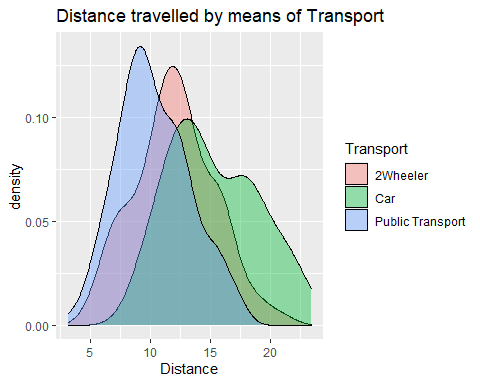 Distance travelled by means of Transport
density
0.10
0.05
0.00
5 10 15 20
Distance
Transport
2Wheeler
Car
Public Transport